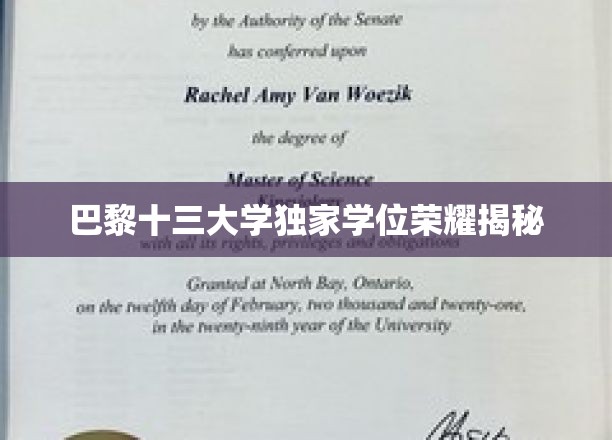 by the Authority of the Senate
has conferred upon
Rachel Amy Van Woezik
the degree of
Master of Science
Kinesiology
巴黎十三大学独家学位荣耀揭秘
with all its rights, privileges and obligations
Granted at North Bay, Ontario,
on the twelfth day of February, two thousand and twenty-one,
in the twenty-ninth year of the University